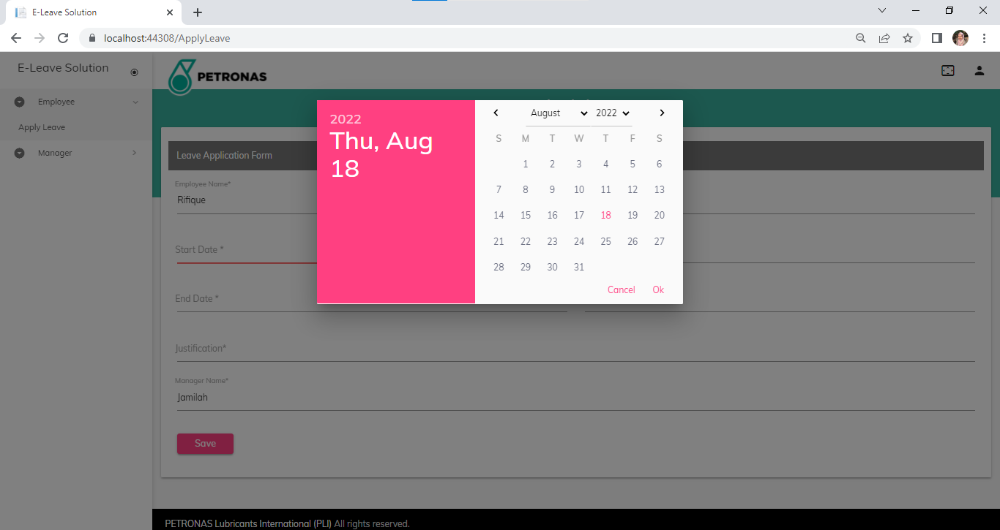 E-Leave Solution
localhost:44308/ApplyLeave
E-Leave Solution
PETRONAS
Employee
Apply Leave
Manager
2022
Thu, Aug
18
August 2022
S M T W T F S
1 2 3 4 5 6
7 8 9 10 11 12 13
14 15 16 17 18 19 20
21 22 23 24 25 26 27
28 29 30 31
Cancel Ok
Leave Application Form
Employee Name*
Rifique
Start Date *
End Date *
Justification*
Manager Name*
Jamilah
Save
PETRONAS Lubricants International (PLI) All rights reserved.